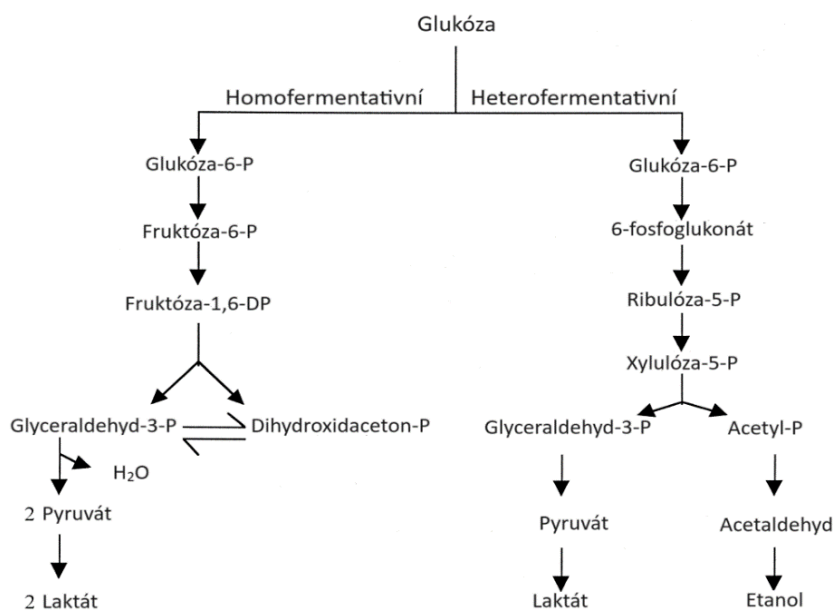 Glukóza
Homofermentativní
Heterofermentativní
Glukóza-6-P
Glukóza-6-P
Fruktóza-6-P
6-fosfoglukonát
Fruktóza-1,6-DP
Ribulóza-5-P
Xylulóza-5-P
Glyceraldehyd-3-P
Dihydroxidaceton-P
Glyceraldehyd-3-P
Acetyl-P
H₂O
2 Pyruvát
Pyruvát
Acetaldehyd
2 Laktát
Laktát
Etanol